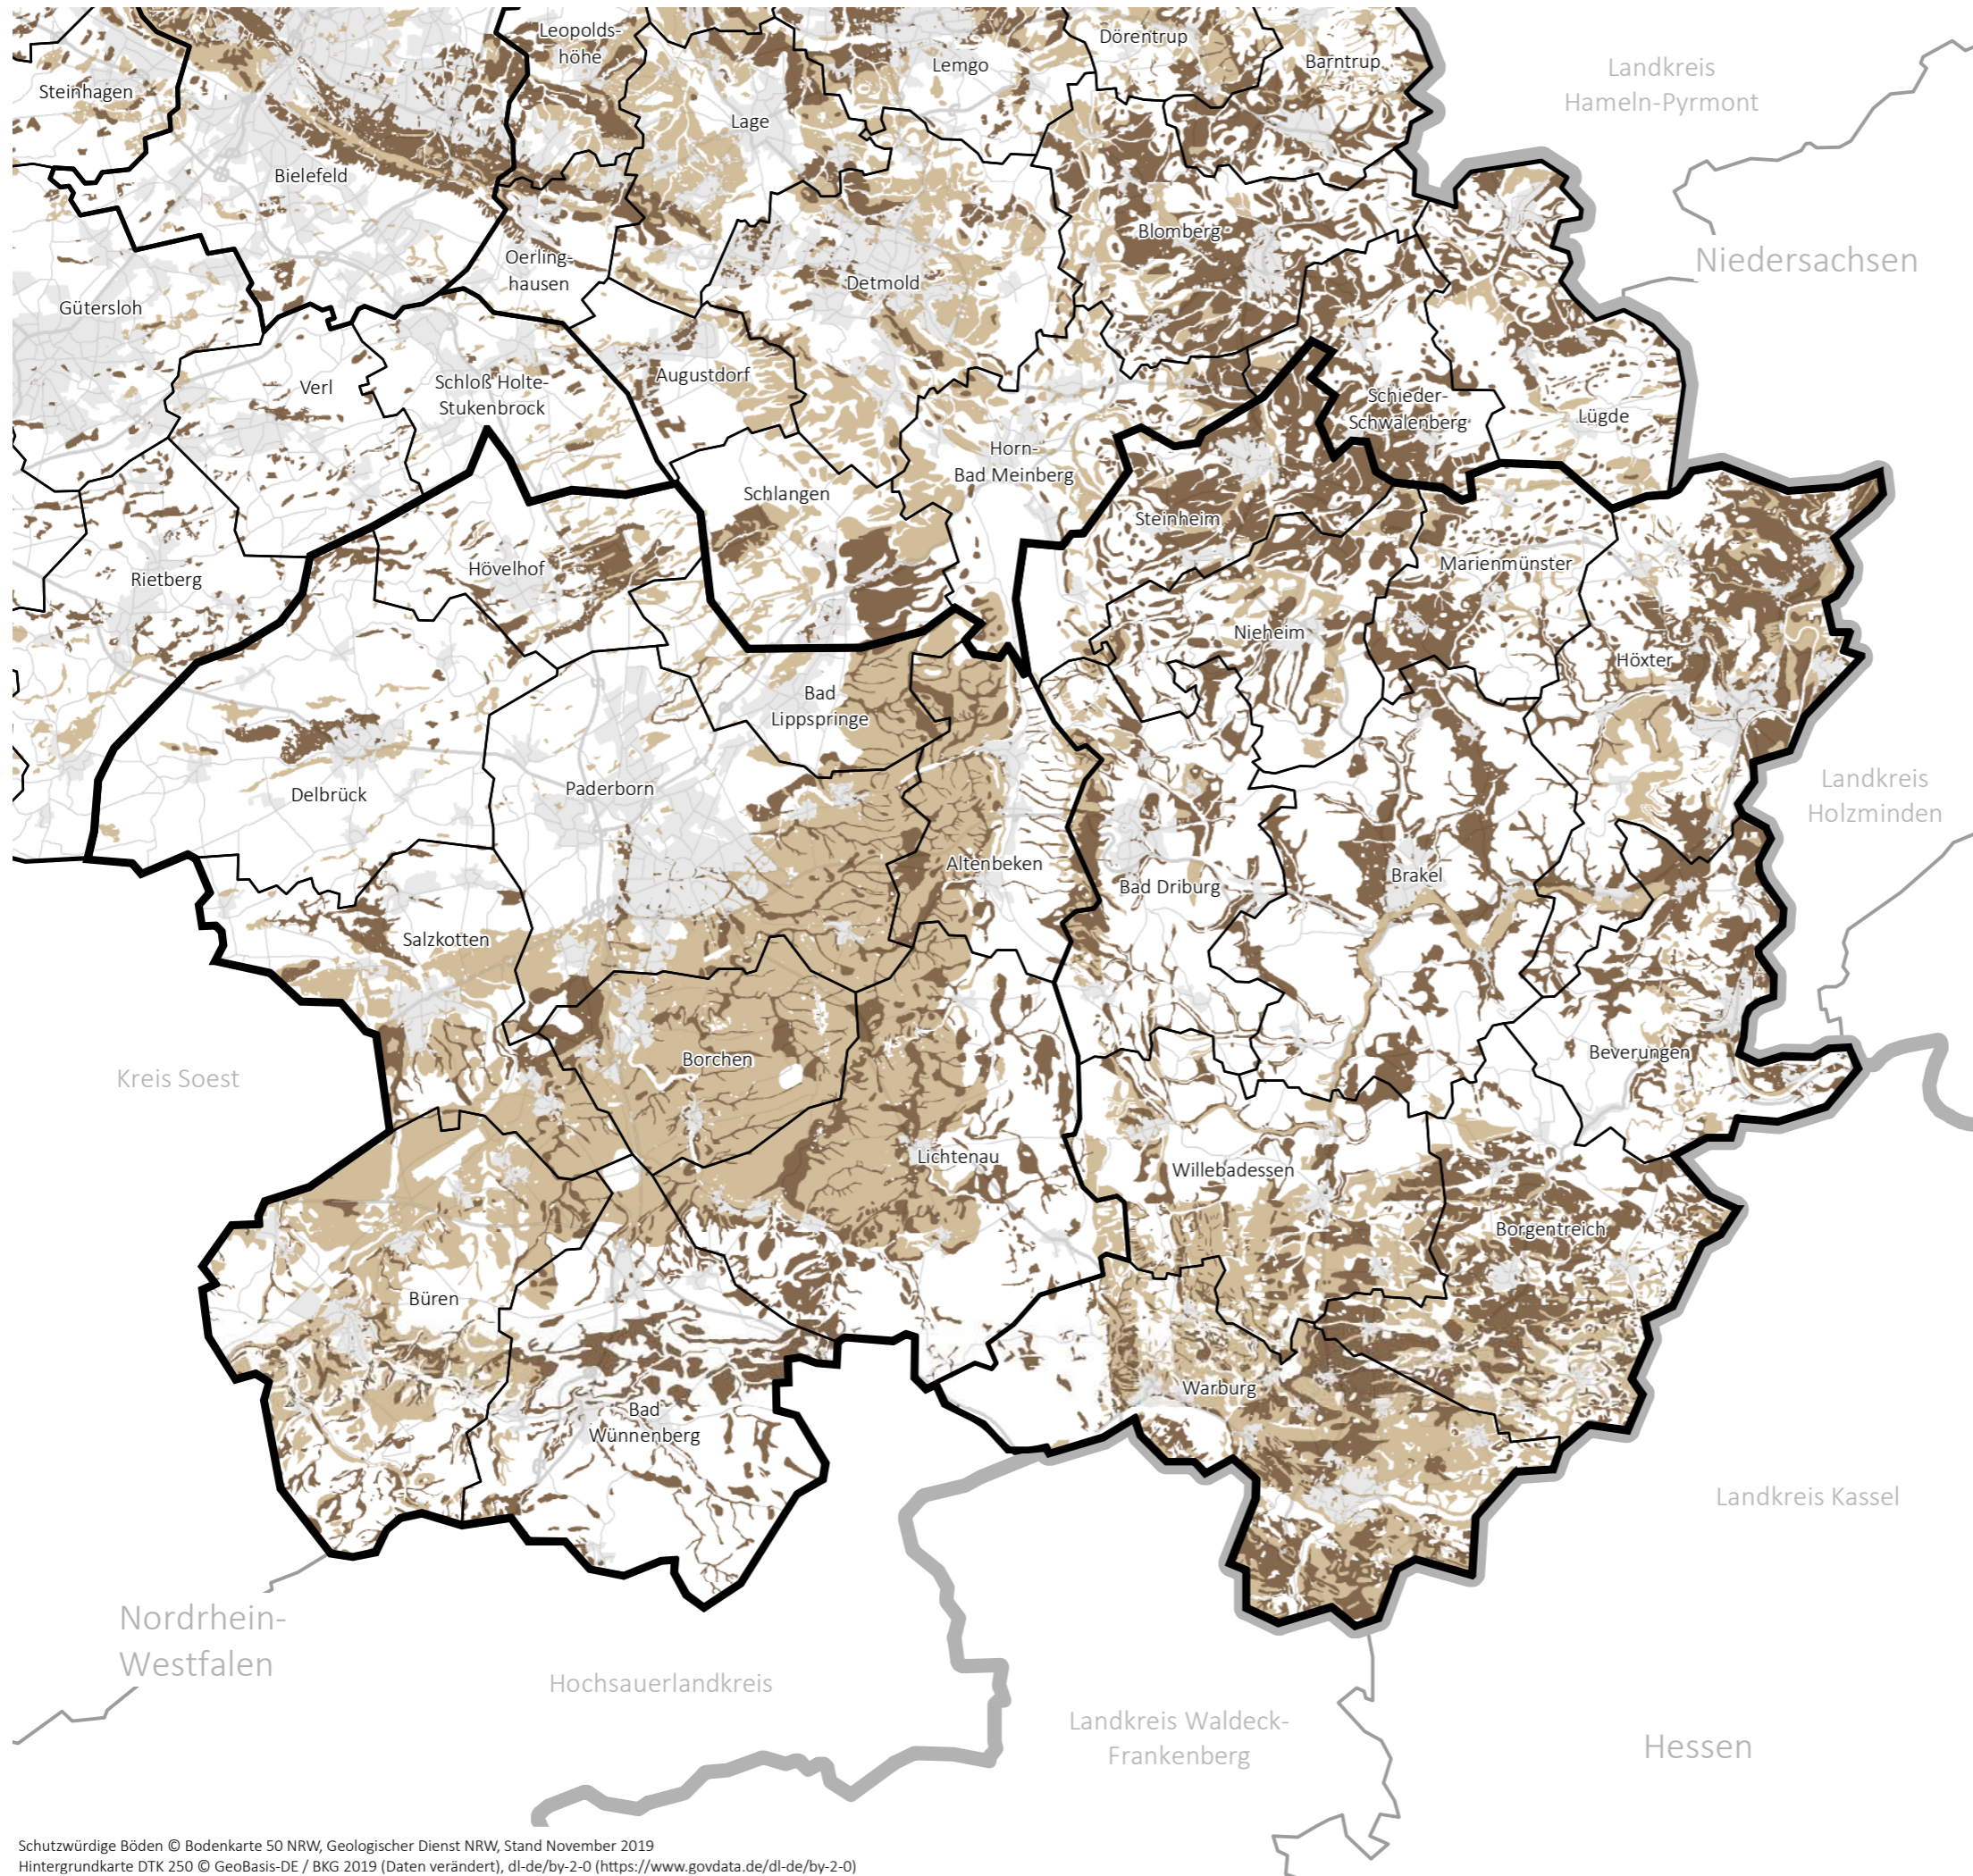 Leopolds-
höhe
Dörentrup
Lemgo
Barntrup
Landkreis
Hameln-Pyrmont
Steinhagen
Lage
Bielefeld
Blomberg
Oerling-
hausen
Detmold
Niedersachsen
Gütersloh
Verl
Schloß Holte-
Stukenbrock
Augustdorf
Schieder-
Schwalenberg
Lügde
Horn-
Bad Meinberg
Schlangen
Steinheim
Rietberg
Hövelhof
Marienmünster
Nieheim
Höxter
Bad
Lippspringe
Delbrück
Paderborn
Landkreis
Holzminden
Altenbeken
Bad Driburg
Brakel
Salzkotten
Kreis Soest
Borchen
Beverungen
Lichtenau
Willebadessen
Borgentreich
Büren
Warburg
Bad
Wünnenberg
Landkreis Kassel
Nordrhein-
Westfalen
Hochsauerlandkreis
Landkreis Waldeck-
Frankenberg
Hessen
Schutzwürdige Böden © Bodenkarte 50 NRW, Geologischer Dienst NRW, Stand November 2019
Hintergrundkarte DTK 250 © GeoBasis-DE / BKG 2019 (Daten verändert), dl-de/by-2-0 (https://www.govdata.de/dl-de/by-2-0)